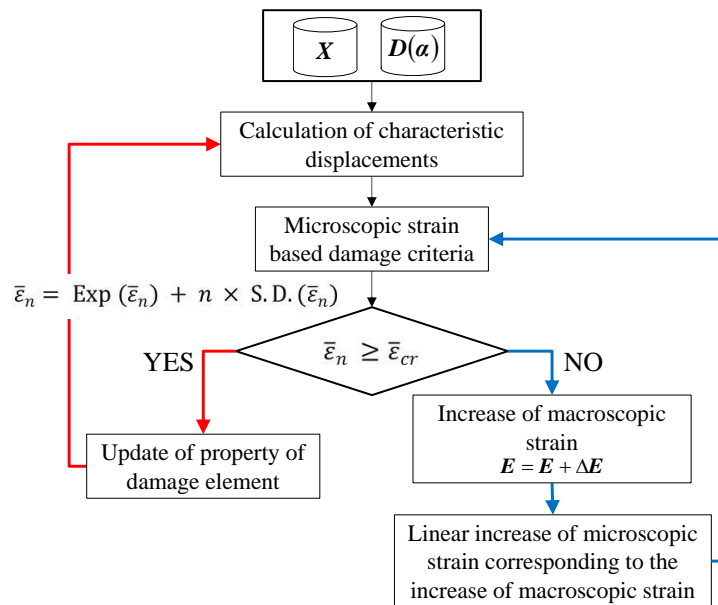 X D(α)
Calculation of characteristic
displacements
Microscopic strain
based damage criteria
ε̅n = Exp (ε̅n) + n × S.D.(ε̅n)
ε̅n ≥ ε̅cr
YES
NO
Update of property of
damage element
Increase of macroscopic
strain
E = E + ΔE
Linear increase of microscopic
strain corresponding to the
increase of macroscopic strain